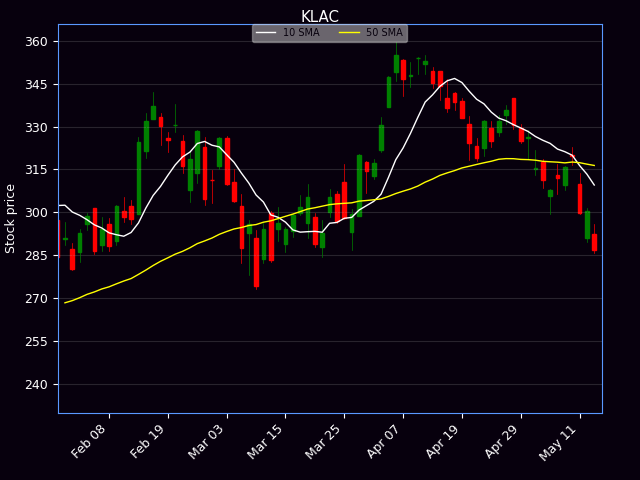 KLAC
10 SMA
50 SMA
Stock price
360
345
330
315
300
285
270
255
240
Feb 08
Feb 19
Mar 03
Mar 15
Mar 25
Apr 07
Apr 19
Apr 29
May 11